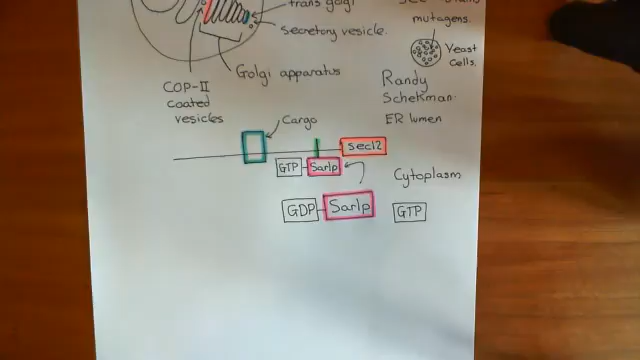 trans golgi
secretory vesicle.
Golgi apparatus
COP-II
coated
vesicles
mutagens.
Yeast
Cells.
Randy
Schekman.
ER lumen
Cargo
sec12
GTP
Sar1p
Cytoplasm
GDP
Sar1p
GTP